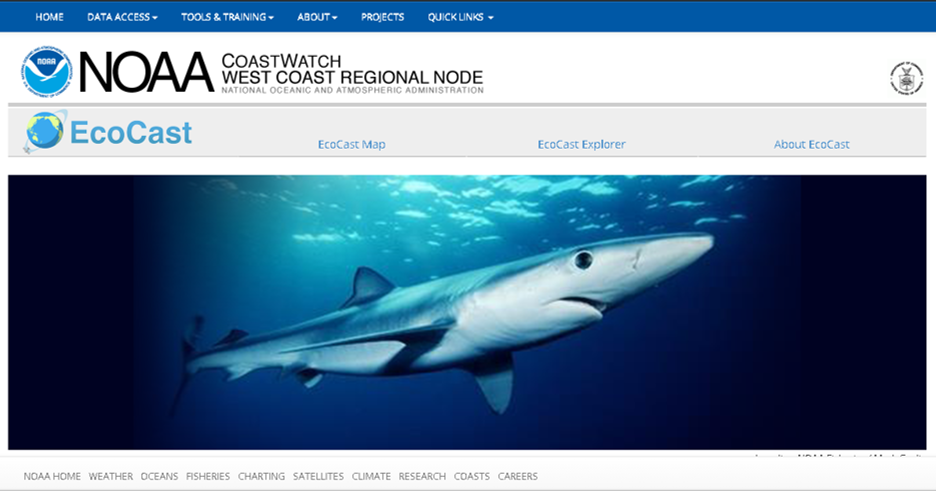 HOME DATA ACCESS TOOLS & TRAINING ABOUT PROJECTS QUICK LINKS
NOAA
NOAA
COASTWATCH
WEST COAST REGIONAL NODE
NATIONAL OCEANIC AND ATMOSPHERIC ADMINISTRATION
EcoCast
EcoCast Map EcoCast Explorer About EcoCast
NOAA HOME WEATHER OCEANS FISHERIES CHARTING SATELLITES CLIMATE RESEARCH COASTS CAREERS